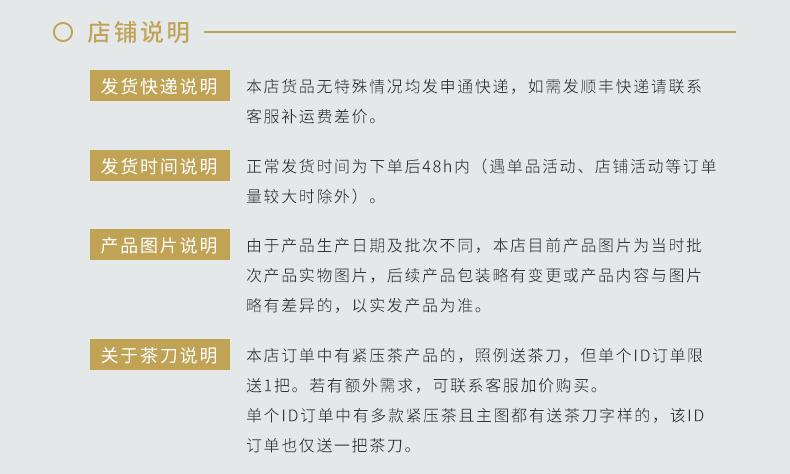 店铺说明
发货快递说明
本店货品无特殊情况均发申通快递，如需发顺丰快递请联系
客服补运费差价。
发货时间说明
正常发货时间为下单后48h内（遇单品活动、店铺活动等订单
量较大时除外）。
产品图片说明
由于产品生产日期及批次不同，本店目前产品图片为当时批
次产品实物图片，后续产品包装略有变更或产品内容与图片
略有差异的，以实发产品为准。
关于茶刀说明
本店订单中有紧压茶产品的，照例送茶刀，但单个ID订单限
送1把。若有额外需求，可联系客服加价购买。
单个ID订单中有多款紧压茶且主图都有送茶刀字样的，该ID
订单也仅送一把茶刀。